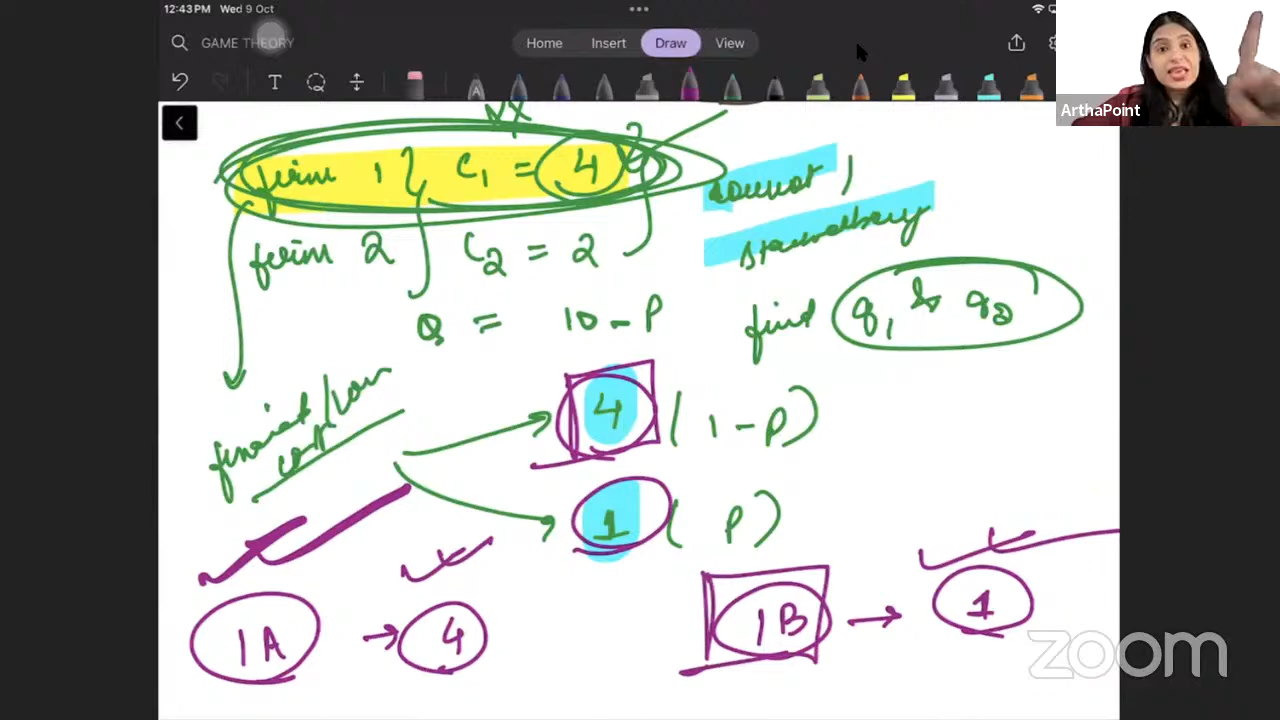 12:43 PM Wed 9 Oct
GAME THEORY
Home Insert Draw View
ArthaPoint
firm 1 C1 = 4
firm 2 C2 = 2
Q = 10 - P
find q1 & q2
4 (1-P)
1 (P)
1A → 4
1B → 1
zoom